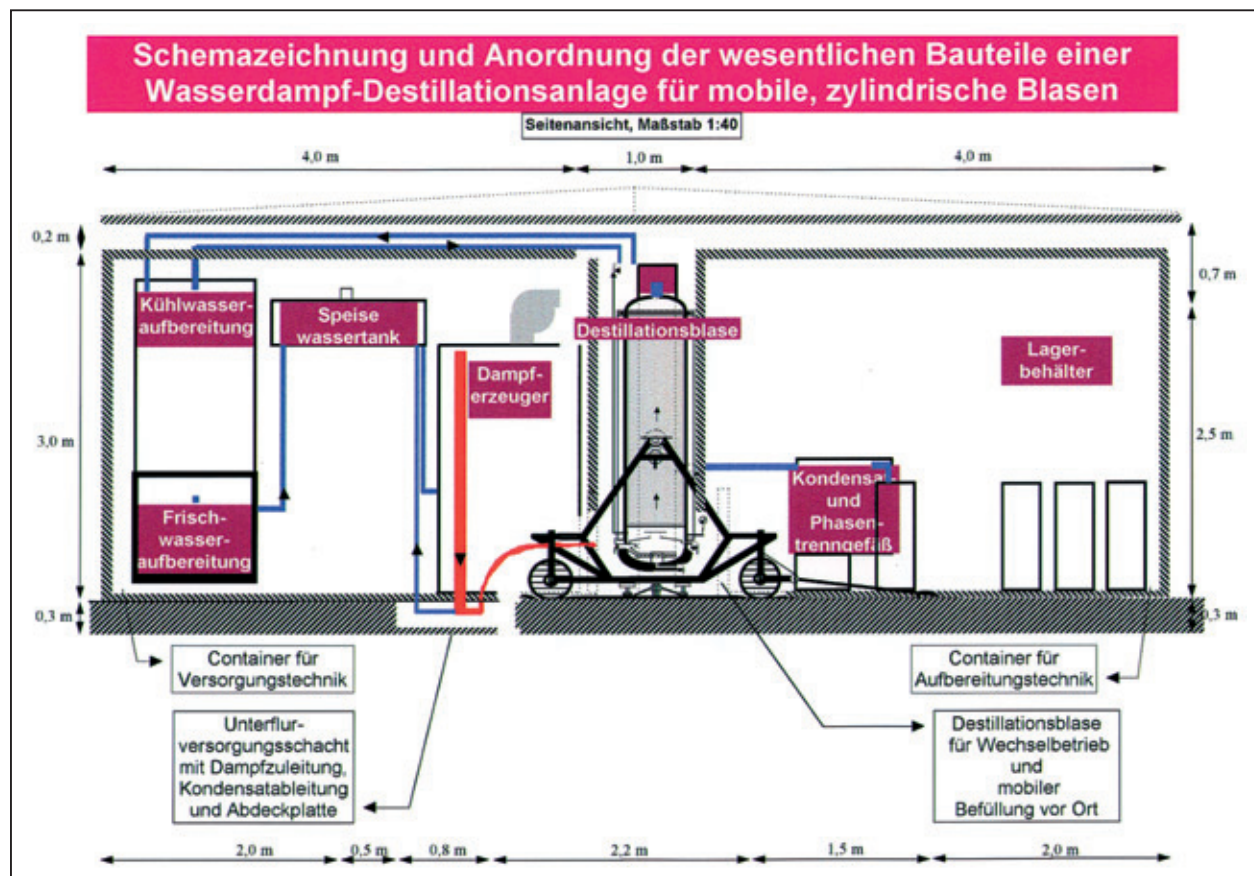 Schemazeichnung und Anordnung der wesentlichen Bauteile einer
Wasserdampf-Destillationsanlage für mobile, zylindrische Blasen
Seitenansicht, Maßstab 1:40
4,0 m
1,0 m
4,0 m
0,2 m
0,7 m
Kühlwasser-
aufbereitung
Speise
wassertank
Destillationsblase
Dampf-
erzeuger
Lager-
behälter
3,0 m
2,5 m
Kondensat
und
Phasen-
trenngefäß
Frisch-
wasser-
aufbereitung
0,3 m
0,3 m
Container für
Versorgungstechnik
Container für
Aufbereitungstechnik
Unterflur-
versorgungsschacht
mit Dampfzuleitung,
Kondensatableitung
und Abdeckplatte
Destillationsblase
für Wechselbetrieb
und
mobiler
Befüllung vor Ort
2,0 m
0,5 m
0,8 m
2,2 m
1,5 m
2,0 m